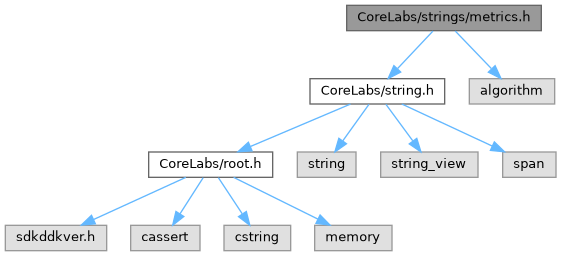 CoreLabs/strings/metrics.h
CoreLabs/string.h
algorithm
CoreLabs/root.h
string
string_view
span
sdkddkver.h
cassert
cstring
memory